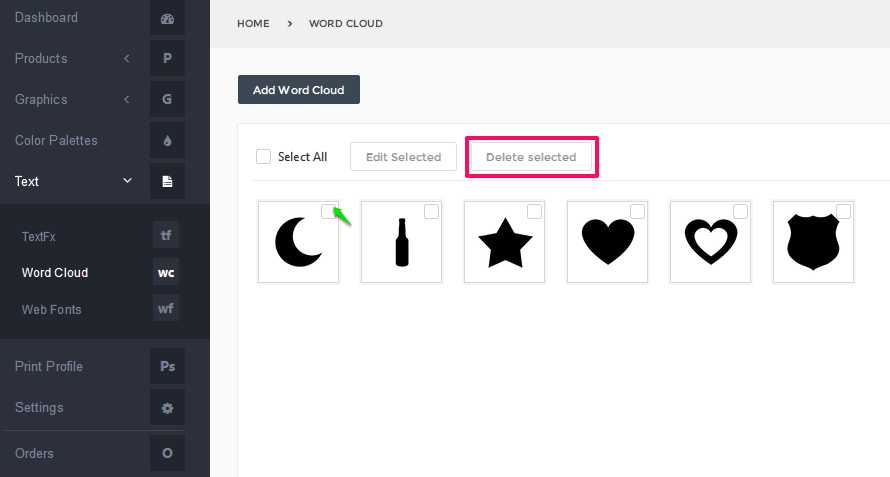 Dashboard
Products P
Graphics G
Color Palettes
Text
TextFx tf
Word Cloud wc
Web Fonts wf
Print Profile Ps
Settings
Orders O
HOME > WORD CLOUD
Add Word Cloud
Select All Edit Selected Delete selected